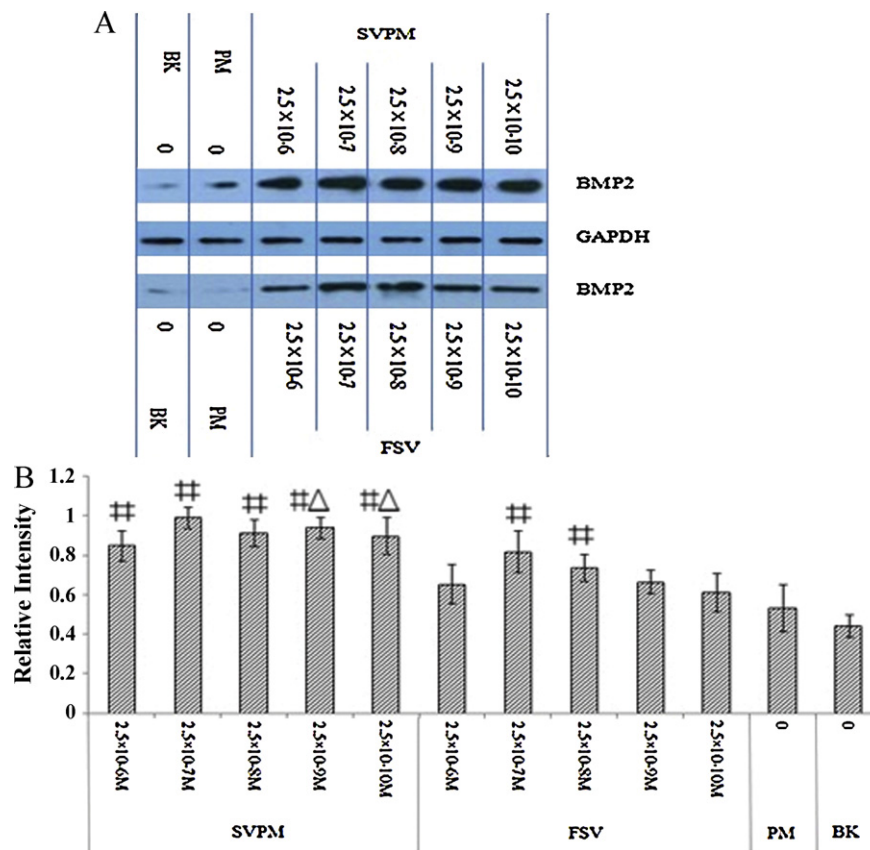 A
SVPM
BK PM
0 0 2.5×10-6 2.5×10-7 2.5×10-8 2.5×10-9 2.5×10-10
BMP2
GAPDH
BMP2
0 0 2.5×10-6 2.5×10-7 2.5×10-8 2.5×10-9 2.5×10-10
BK PM
FSV
B
Relative Intensity
1.2
1
0.8
0.6
0.4
0.2
0
# # # #△ #△ # #
2.5×10-6M 2.5×10-7M 2.5×10-8M 2.5×10-9M 2.5×10-10M 2.5×10-6M 2.5×10-7M 2.5×10-8M 2.5×10-9M 2.5×10-10M 0 0
SVPM FSV PM BK